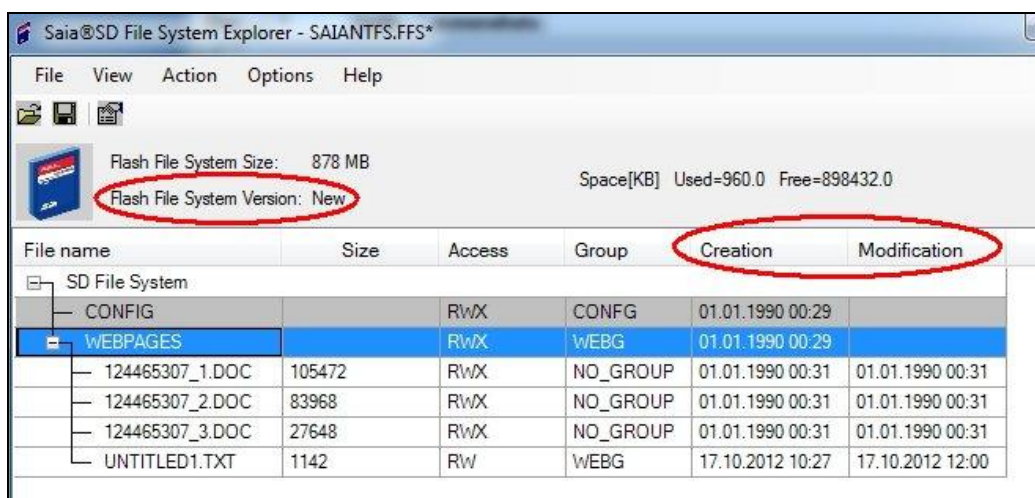 Saia®SD File System Explorer - SAIANTFS.FFS*
File View Action Options Help
Flash File System Size: 878 MB
Flash File System Version: New
Space[KB] Used=960.0 Free=898432.0
File name Size Access Group Creation Modification
SD File System
CONFIG RWX CONFG 01.01.1990 00:29
WEBPAGES RWX WEBG 01.01.1990 00:29
124465307_1.DOC 105472 RWX NO_GROUP 01.01.1990 00:31 01.01.1990 00:31
124465307_2.DOC 83968 RWX NO_GROUP 01.01.1990 00:31 01.01.1990 00:31
124465307_3.DOC 27648 RWX NO_GROUP 01.01.1990 00:31 01.01.1990 00:31
UNTITLED1.TXT 1142 RW WEBG 17.10.2012 10:27 17.10.2012 12:00